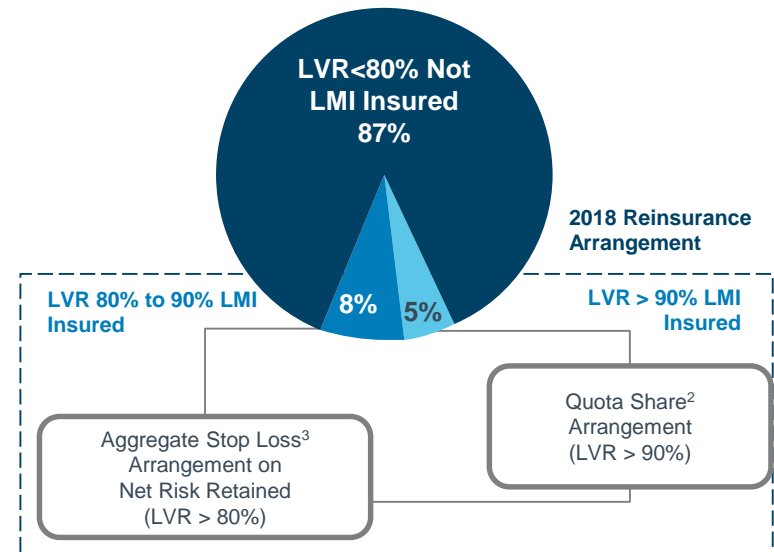 LVR<80% Not
LMI Insured
87%
2018 Reinsurance
Arrangement
LVR 80% to 90% LMI
Insured
8%
5%
LVR > 90% LMI
Insured
Aggregate Stop Loss³
Arrangement on
Net Risk Retained
(LVR > 80%)
Quota Share²
Arrangement
(LVR > 90%)